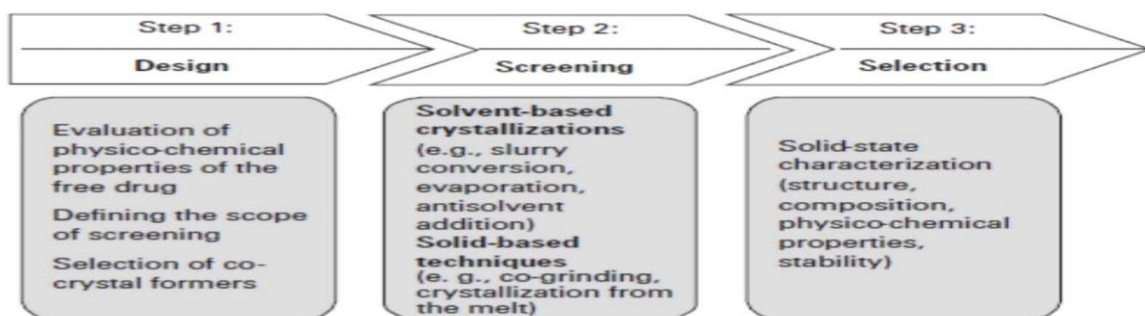 Step 1:
Design
Evaluation of
physico-chemical
properties of the
free drug
Defining the scope
of screening
Selection of co-
crystal formers
Step 2:
Screening
Solvent-based
crystallizations
(e.g., slurry
conversion,
evaporation,
antisolvent
addition)
Solid-based
techniques
(e. g., co-grinding,
crystallization from
the melt)
Step 3:
Selection
Solid-state
characterization
(structure,
composition,
physico-chemical
properties,
stability)